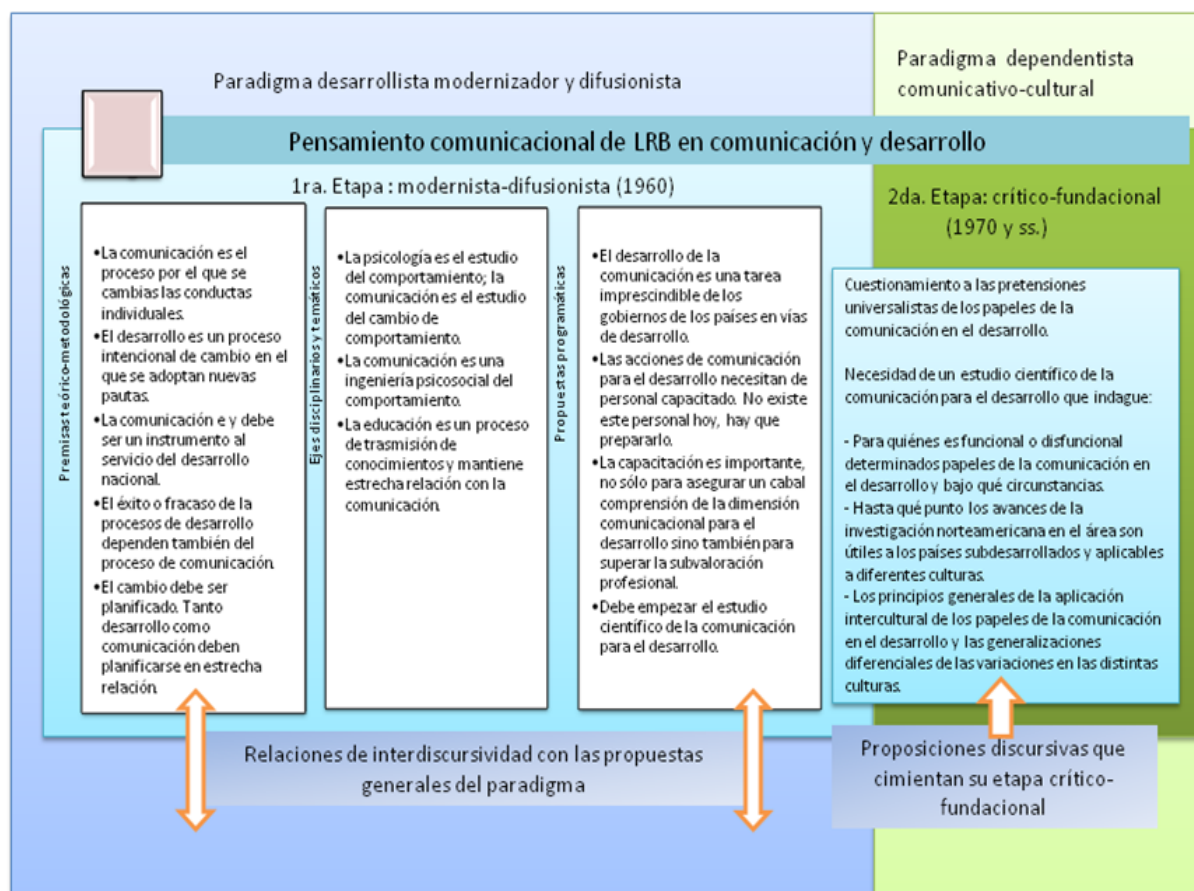 Paradigma desarrollista modernizador y difusionista
Paradigma dependentista
comunicativo-cultural
Pensamiento comunicacional de LRB en comunicación y desarrollo
1ra. Etapa : modernista-difusionista (1960)
2da. Etapa: crítico-fundacional
(1970 y ss.)
Premisas teórico-metodológicas
•La comunicación es el
proceso por el que se
cambias las conductas
individuales.
•El desarrollo es un proceso
intencional de cambio en el
que se adoptan nuevas
pautas.
•La comunicación e y debe
ser un instrumento al
servicio del desarrollo
nacional.
•El éxito o fracaso de la
procesos de desarrollo
dependen también del
proceso de comunicación.
•El cambio debe ser
planificado. Tanto
desarrollo como
comunicación deben
planificarse en estrecha
relación.
Ejes disciplinarios y temáticos
•La psicología es el estudio
del comportamiento; la
comunicación es el estudio
del cambio de
comportamiento.
•La comunicación es una
ingeniería psicosocial del
comportamiento.
•La educación es un proceso
de trasmisión de
conocimientos y mantiene
estrecha relación con la
comunicación.
Propuestas programáticas
•El desarrollo de la
comunicación es una tarea
imprescindible de los
gobiernos de los países en vías
de desarrollo.
•Las acciones de comunicación
para el desarrollo necesitan de
personal capacitado. No existe
este personal hoy, hay que
prepararlo.
•La capacitación es importante,
no sólo para asegurar un cabal
comprensión de la dimensión
comunicacional para el
desarrollo sino también para
superar la subvaloración
profesional.
•Debe empezar el estudio
científico de la comunicación
para el desarrollo.
Cuestionamiento a las pretensiones
universalistas de los papeles de la
comunicación en el desarrollo.
Necesidad de un estudio científico de la
comunicación para el desarrollo que indague:
- Para quiénes es funcional o disfuncional
determinados papeles de la comunicación en
el desarrollo y bajo qué circunstancias.
- Hasta qué punto los avances de la
investigación norteamericana en el área son
útiles a los países subdesarrollados y aplicables
a diferentes culturas.
- Los principios generales de la aplicación
intercultural de los papeles de la comunicación
en el desarrollo y las generalizaciones
diferenciales de las variaciones en las distintas
culturas.
Relaciones de interdiscursividad con las propuestas
generales del paradigma
Proposiciones discursivas que
cimientan su etapa crítico-
fundacional